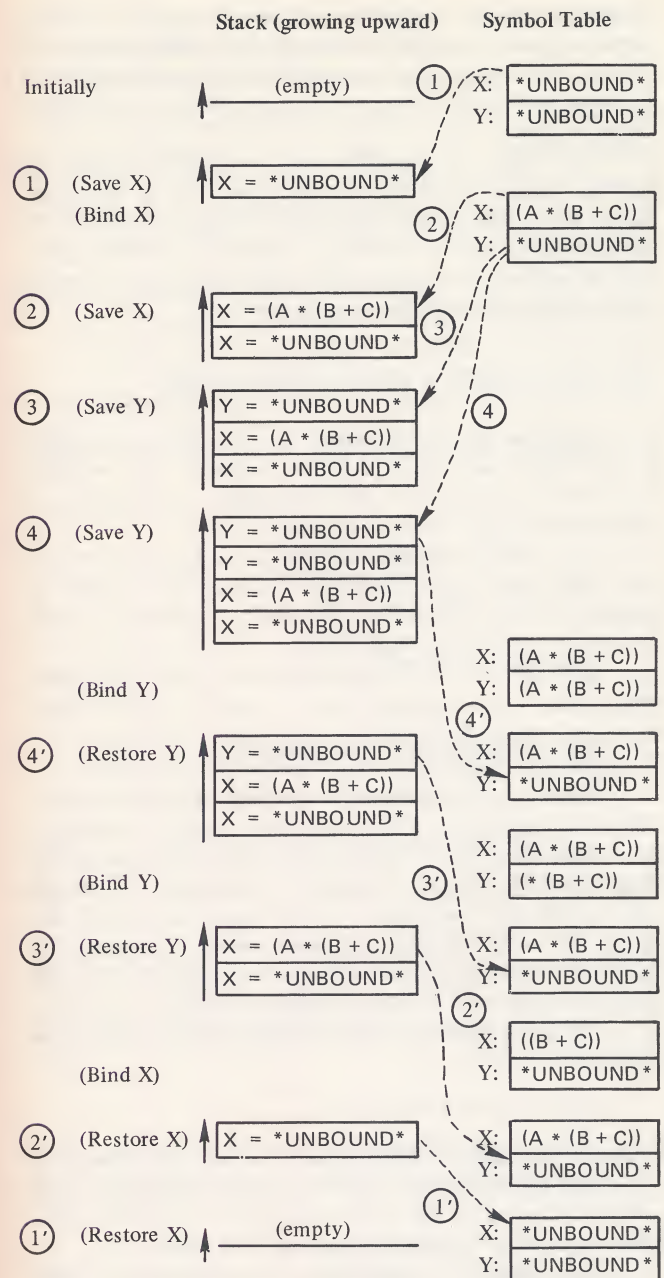 Stack (growing upward) Symbol Table
Initially (empty) 1 X: *UNBOUND*
Y: *UNBOUND*
1 (Save X) X = *UNBOUND*
(Bind X) 2 X: (A * (B + C))
Y: *UNBOUND*
2 (Save X) X = (A * (B + C)) 3
X = *UNBOUND*
3 (Save Y) Y = *UNBOUND* 4
X = (A * (B + C))
X = *UNBOUND*
4 (Save Y) Y = *UNBOUND*
Y = *UNBOUND*
X = (A * (B + C))
X = *UNBOUND*
X: (A * (B + C))
(Bind Y) Y: (A * (B + C))
4'
4' (Restore Y) Y = *UNBOUND* X: (A * (B + C))
X = (A * (B + C)) Y: *UNBOUND*
X = *UNBOUND*
X: (A * (B + C))
(Bind Y) 3' Y: (* (B + C))
3' (Restore Y) X = (A * (B + C)) X: (A * (B + C))
X = *UNBOUND* Y: *UNBOUND*
2'
X: ((B + C))
(Bind X) Y: *UNBOUND*
2' (Restore X) X = *UNBOUND* X: (A * (B + C))
Y: *UNBOUND*
1'
1' (Restore X) (empty) X: *UNBOUND*
Y: *UNBOUND*